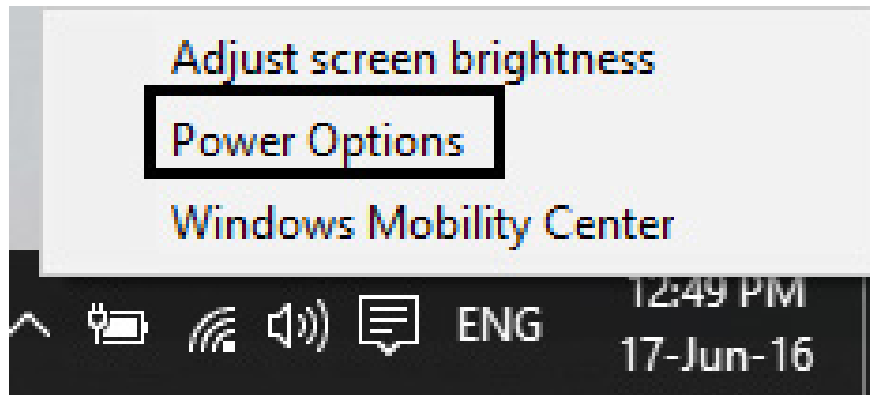 Adjust screen brightness
Power Options
Windows Mobility Center
ENG
12:49 PM
17-Jun-16